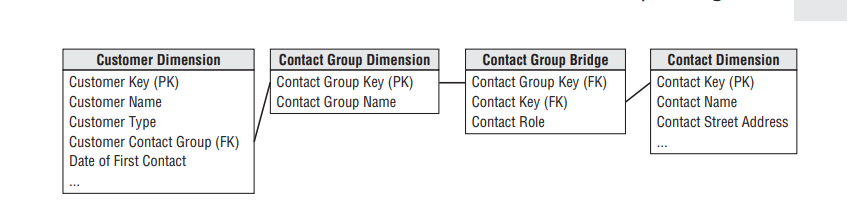 Customer Dimension
Customer Key (PK)
Customer Name
Customer Type
Customer Contact Group (FK)
Date of First Contact
...
Contact Group Dimension
Contact Group Key (PK)
Contact Group Name
Contact Group Bridge
Contact Group Key (FK)
Contact Key (FK)
Contact Role
Contact Dimension
Contact Key (PK)
Contact Name
Contact Street Address
...